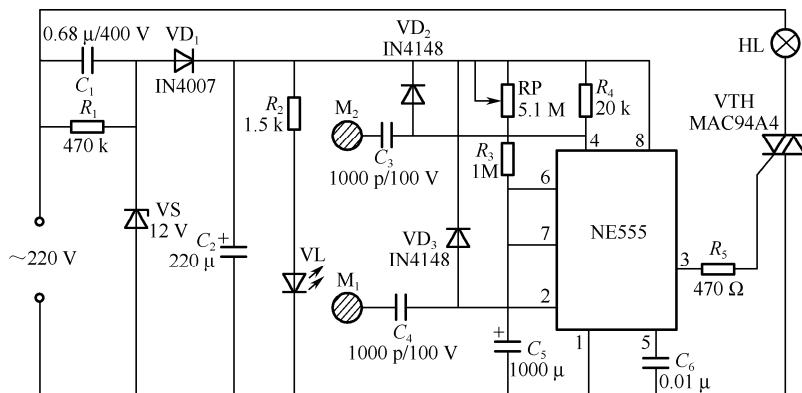 0.68 μ/400 V
C₁
VD₁
IN4007
R₁
470 k
VS
12 V
~220 V
C₂
+
220 μ
R₂
1.5 k
VL
VD₂
IN4148
M₂
C₃
1000 p/100 V
VD₃
IN4148
M₁
C₄
1000 p/100 V
RP
5.1 M
R₃
1M
R₄
20 k
4
8
6
7
2
3
1
5
NE555
+
C₅
1000 μ
C₆
0.01 μ
R₅
470 Ω
HL
VTH
MAC94A4